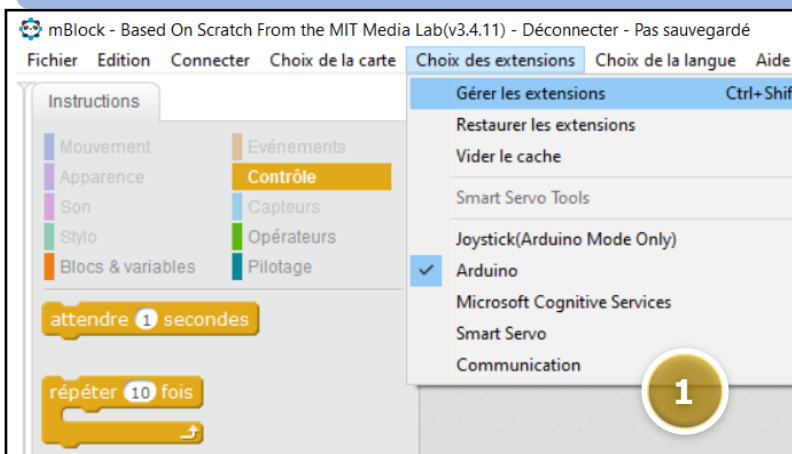 mBlock - Based On Scratch From the MIT Media Lab(v3.4.11) - Déconnecter - Pas sauvegardé
Fichier Edition Connecter Choix de la carte Choix des extensions Choix de la langue Aide
Instructions
Mouvement Evénements
Apparence Contrôle
Son Capteurs
Stylo Opérateurs
Blocs & variables Pilotage
attendre 1 secondes
répéter 10 fois
Gérer les extensions Ctrl+Shif
Restaurer les extensions
Vider le cache
Smart Servo Tools
Joystick(Arduino Mode Only)
Arduino
Microsoft Cognitive Services
Smart Servo
Communication
1